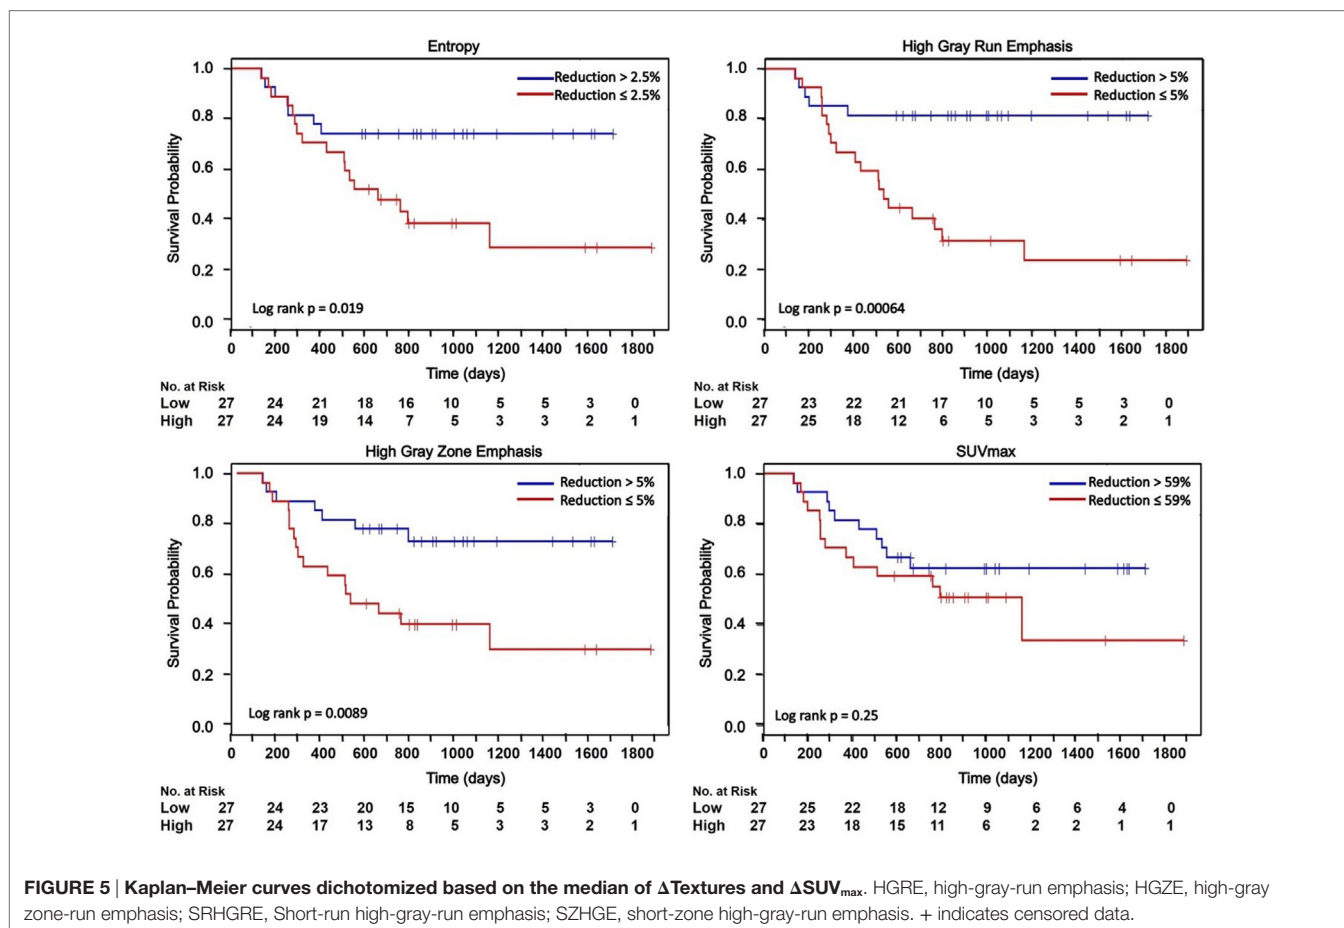 Entropy
Survival Probability
1.0
0.8
0.6
0.4
0.2
0.0
Reduction > 2.5%
Reduction ≤ 2.5%
Log rank p = 0.019
0 200 400 600 800 1000 1200 1400 1600 1800
Time (days)
No. at Risk
Low 27 24 21 18 16 10 5 5 3 0
High 27 24 19 14 7 5 3 3 2 1
High Gray Run Emphasis
Survival Probability
1.0
0.8
0.6
0.4
0.2
0.0
Reduction > 5%
Reduction ≤ 5%
Log rank p = 0.00064
0 200 400 600 800 1000 1200 1400 1600 1800
Time (days)
No. at Risk
Low 27 23 22 21 17 10 5 5 3 0
High 27 25 18 12 6 5 3 3 2 1
High Gray Zone Emphasis
Survival Probability
1.0
0.8
0.6
0.4
0.2
0.0
Reduction > 5%
Reduction ≤ 5%
Log rank p = 0.0089
0 200 400 600 800 1000 1200 1400 1600 1800
Time (days)
No. at Risk
Low 27 24 23 20 15 10 5 5 3 0
High 27 24 17 13 8 5 3 3 2 1
SUVmax
Survival Probability
1.0
0.8
0.6
0.4
0.2
0.0
Reduction > 59%
Reduction ≤ 59%
Log rank p = 0.25
0 200 400 600 800 1000 1200 1400 1600 1800
Time (days)
No. at Risk
Low 27 25 22 18 12 9 6 6 4 0
High 27 23 18 15 11 6 2 2 1 1
FIGURE 5 | Kaplan–Meier curves dichotomized based on the median of ΔTextures and ΔSUVmax. HGRE, high-gray-run emphasis; HGZE, high-gray
zone-run emphasis; SRHGRE, Short-run high-gray-run emphasis; SZHGE, short-zone high-gray-run emphasis. + indicates censored data.